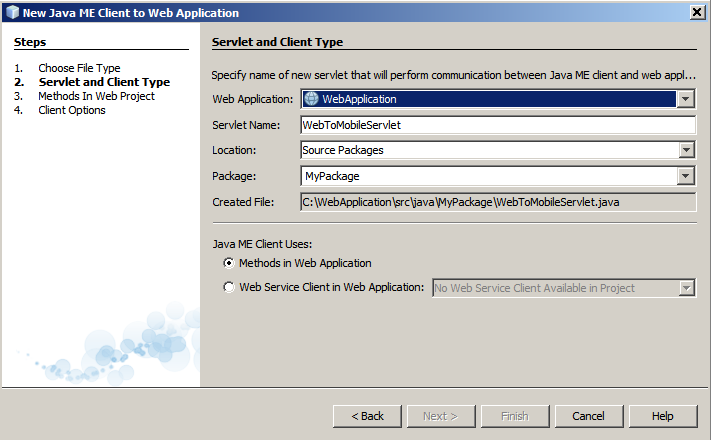 New Java ME Client to Web Application
Steps
1. Choose File Type
2. Servlet and Client Type
3. Methods In Web Project
4. Client Options
Servlet and Client Type
Specify name of new servlet that will perform communication between Java ME client and web appl...
Web Application: WebApplication
Servlet Name: WebToMobileServlet
Location: Source Packages
Package: MyPackage
Created File: C:\WebApplication\src\java\MyPackage\WebToMobileServlet.java
Java ME Client Uses:
Methods in Web Application
Web Service Client in Web Application: No Web Service Client Available in Project
< Back Next > Finish Cancel Help